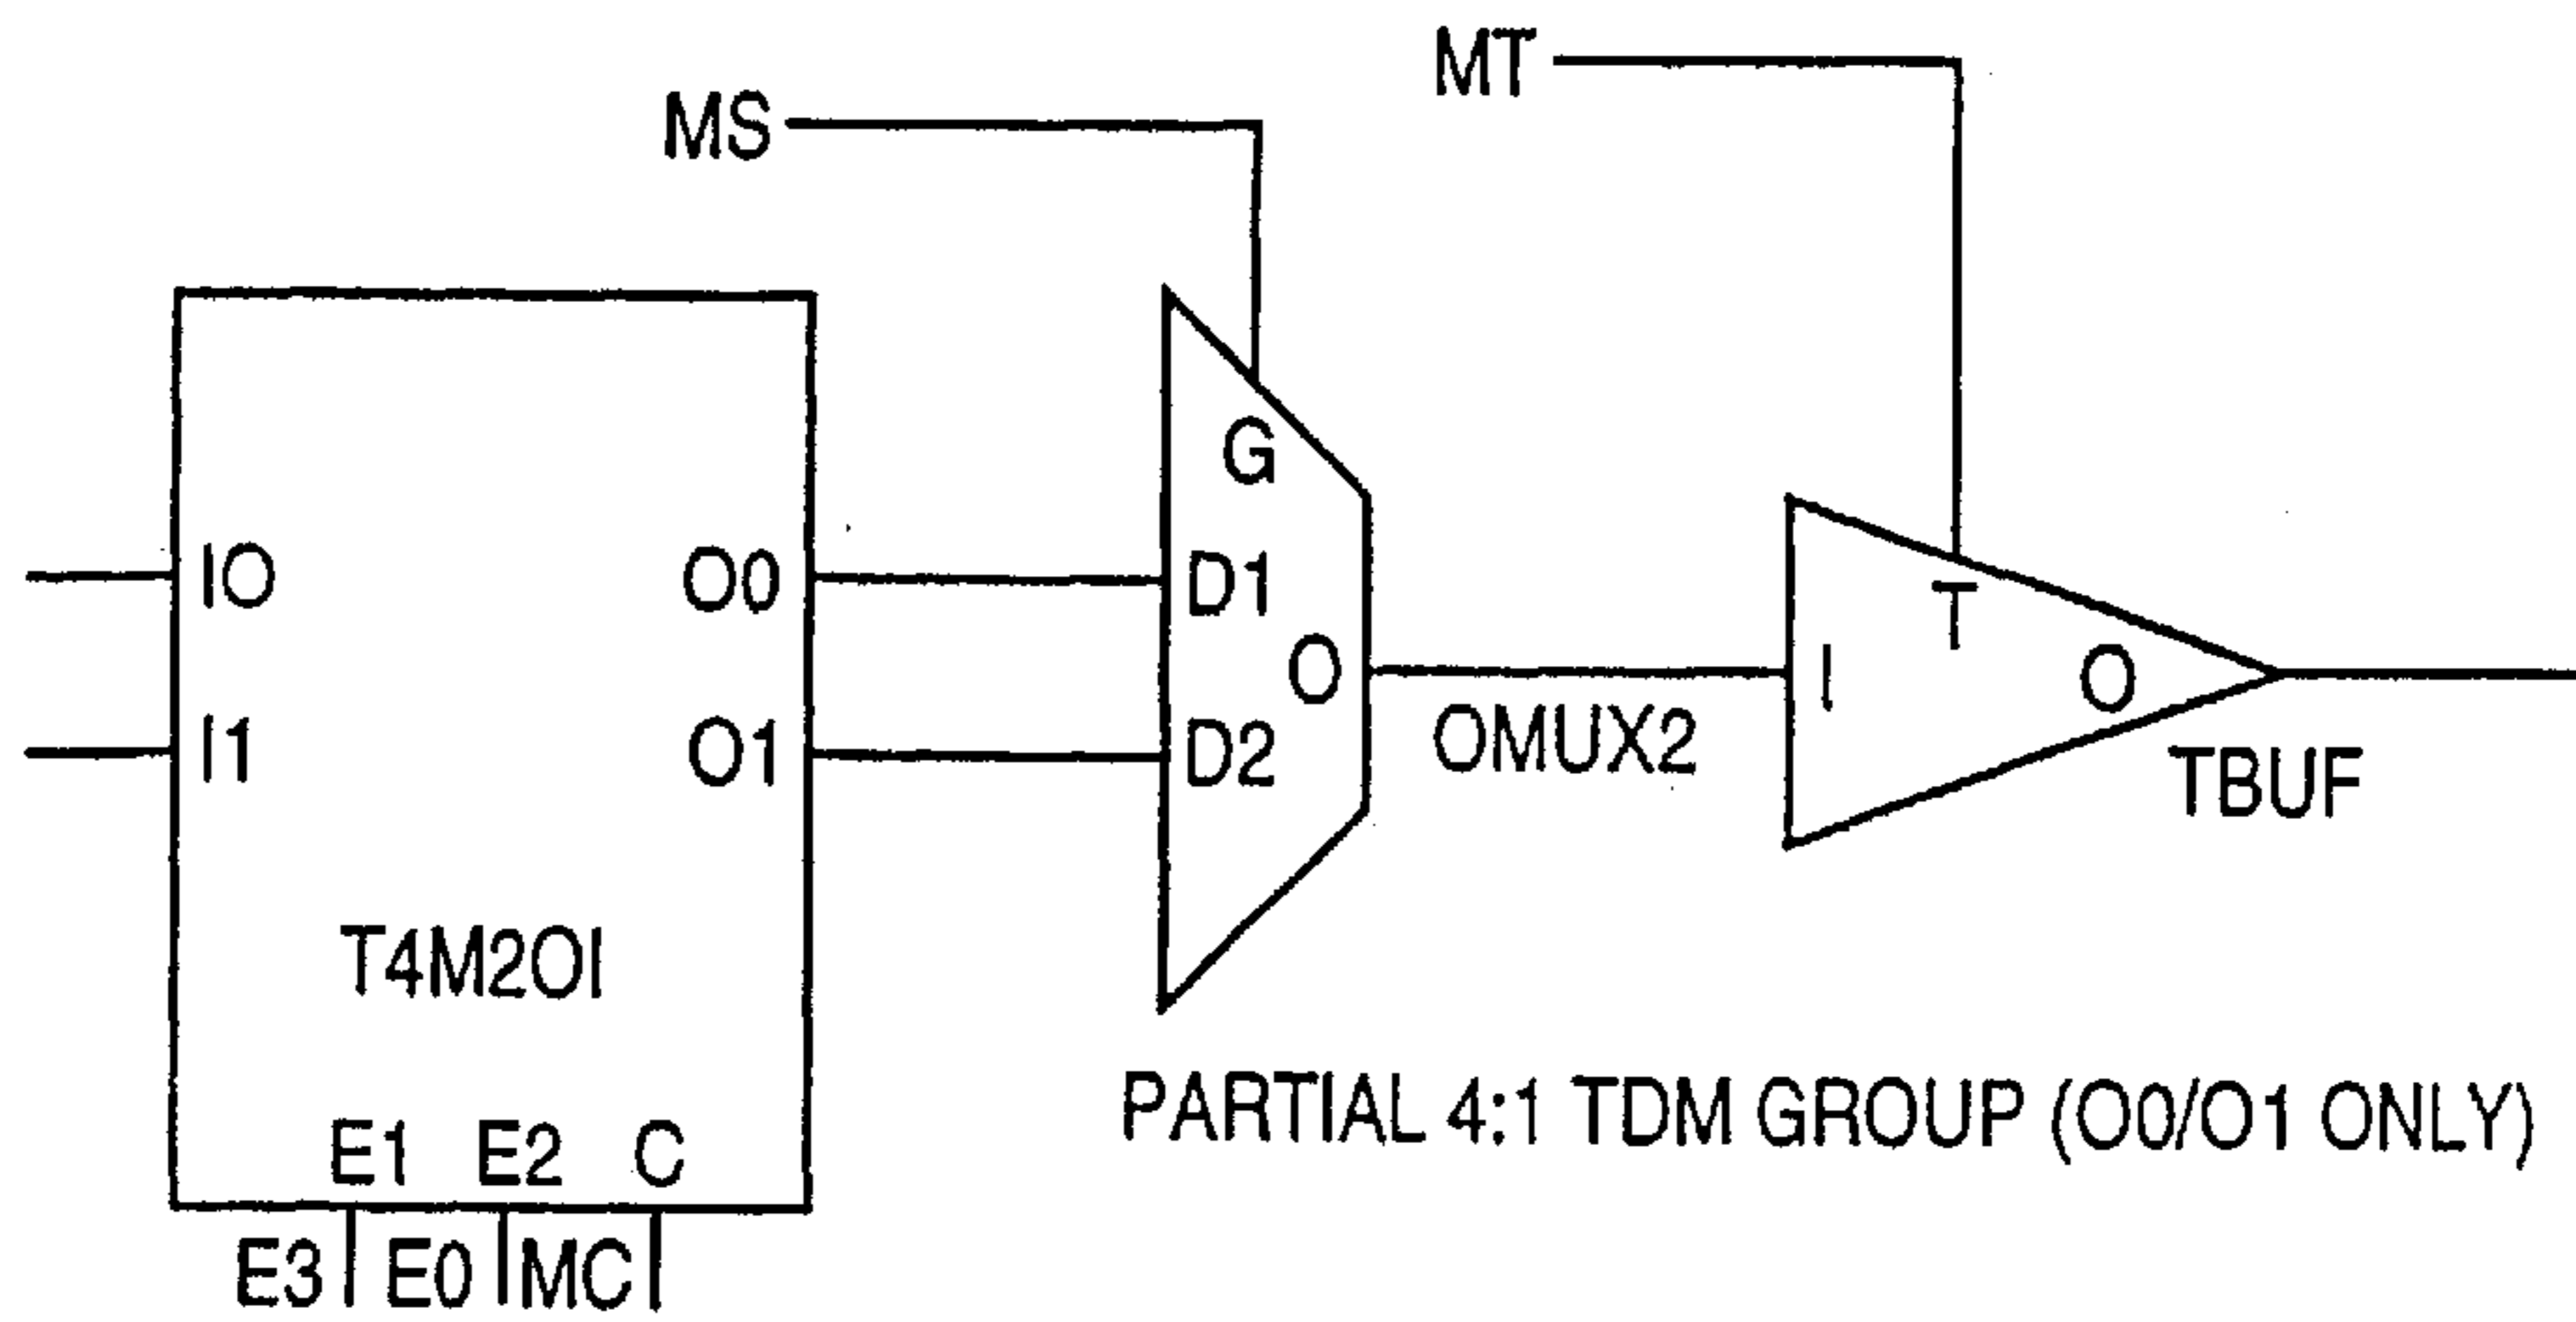 MT
MS
G
IO
O0
D1
T
I1
O1
D2
O
OMUX2
I
O
TBUF
T4M2OI
PARTIAL 4:1 TDM GROUP (O0/O1 ONLY)
E1
E2
C
E3
E0
MC